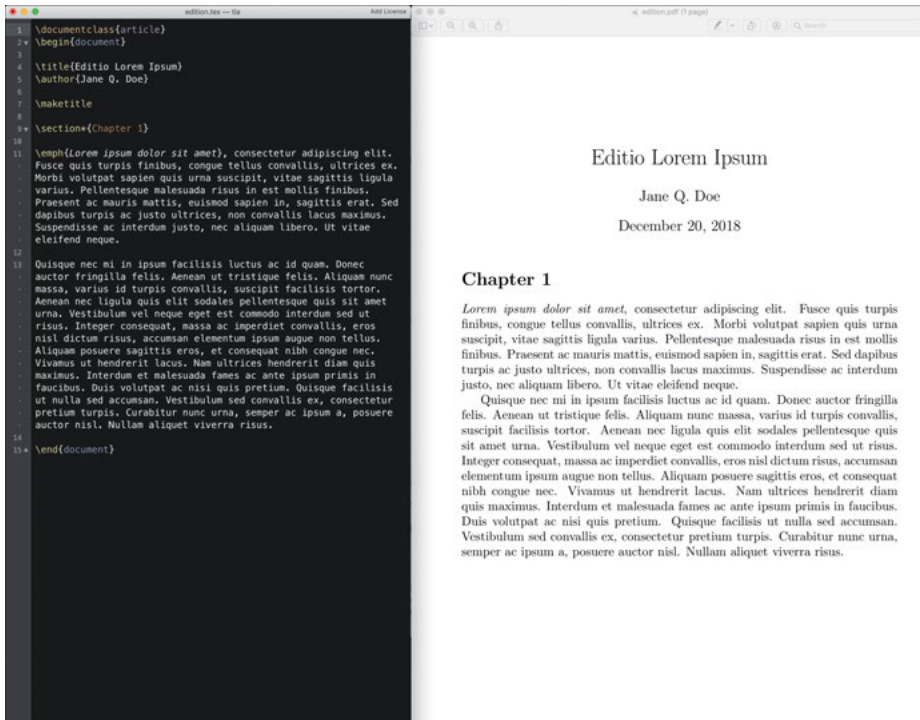 edition.tex — tla
Add License
1 \documentclass{article}
2 \begin{document}
3
4 \title{Editio Lorem Ipsum}
5 \author{Jane Q. Doe}
6
7 \maketitle
8
9 \section*{Chapter 1}
10
11 \emph{Lorem ipsum dolor sit amet}, consectetur adipiscing elit.
Fusce quis turpis finibus, congue tellus convallis, ultrices ex.
Morbi volutpat sapien quis urna suscipit, vitae sagittis ligula
varius. Pellentesque malesuada risus in est mollis finibus.
Praesent ac mauris mattis, euismod sapien in, sagittis erat. Sed
dapibus turpis ac justo ultrices, non convallis lacus maximus.
Suspendisse ac interdum justo, nec aliquam libero. Ut vitae
eleifend neque.
12
13 Quisque nec mi in ipsum facilisis luctus ac id quam. Donec
auctor fringilla felis. Aenean ut tristique felis. Aliquam nunc
massa, varius id turpis convallis, suscipit facilisis tortor.
Aenean nec ligula quis elit sodales pellentesque quis sit amet
urna. Vestibulum vel neque eget est commodo interdum sed ut
risus. Integer consequat, massa ac imperdiet convallis, eros
nisl dictum risus, accumsan elementum ipsum augue non tellus.
Aliquam posuere sagittis eros, et consequat nibh congue nec.
Vivamus ut hendrerit lacus. Nam ultrices hendrerit diam quis
maximus. Interdum et malesuada fames ac ante ipsum primis in
faucibus. Duis volutpat ac nisi quis pretium. Quisque facilisis
ut nulla sed accumsan. Vestibulum sed convallis ex, consectetur
pretium turpis. Curabitur nunc urna, semper ac ipsum a, posuere
auctor nisl. Nullam aliquet viverra risus.
14
15 \end{document}
edition.pdf (1 page)
Search
Editio Lorem Ipsum
Jane Q. Doe
December 20, 2018
Chapter 1
Lorem ipsum dolor sit amet, consectetur adipiscing elit. Fusce quis turpis
finibus, congue tellus convallis, ultrices ex. Morbi volutpat sapien quis urna
suscipit, vitae sagittis ligula varius. Pellentesque malesuada risus in est mollis
finibus. Praesent ac mauris mattis, euismod sapien in, sagittis erat. Sed dapibus
turpis ac justo ultrices, non convallis lacus maximus. Suspendisse ac interdum
justo, nec aliquam libero. Ut vitae eleifend neque.
Quisque nec mi in ipsum facilisis luctus ac id quam. Donec auctor fringilla
felis. Aenean ut tristique felis. Aliquam nunc massa, varius id turpis convallis,
suscipit facilisis tortor. Aenean nec ligula quis elit sodales pellentesque quis
sit amet urna. Vestibulum vel neque eget est commodo interdum sed ut risus.
Integer consequat, massa ac imperdiet convallis, eros nisl dictum risus, accumsan
elementum ipsum augue non tellus. Aliquam posuere sagittis eros, et consequat
nibh congue nec. Vivamus ut hendrerit lacus. Nam ultrices hendrerit diam
quis maximus. Interdum et malesuada fames ac ante ipsum primis in faucibus.
Duis volutpat ac nisi quis pretium. Quisque facilisis ut nulla sed accumsan.
Vestibulum sed convallis ex, consectetur pretium turpis. Curabitur nunc urna,
semper ac ipsum a, posuere auctor nisl. Nullam aliquet viverra risus.